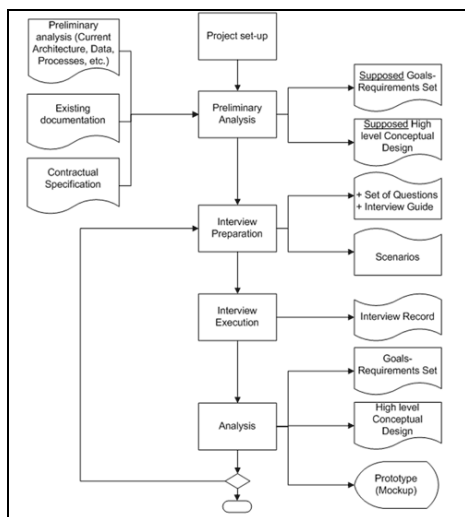 Preliminary
analysis (Current
Architecture, Data,
Processes, etc.)
Project set-up
Existing
documentation
Preliminary
Analysis
Supposed Goals-
Requirements Set
Supposed High
level Conceptual
Design
Contractual
Specification
Interview
Preparation
+ Set of Questions
+ Interview Guide
Scenarios
Interview
Execution
Interview Record
Goals-
Requirements Set
Analysis
High level
Conceptual
Design
Prototype
(Mockup)